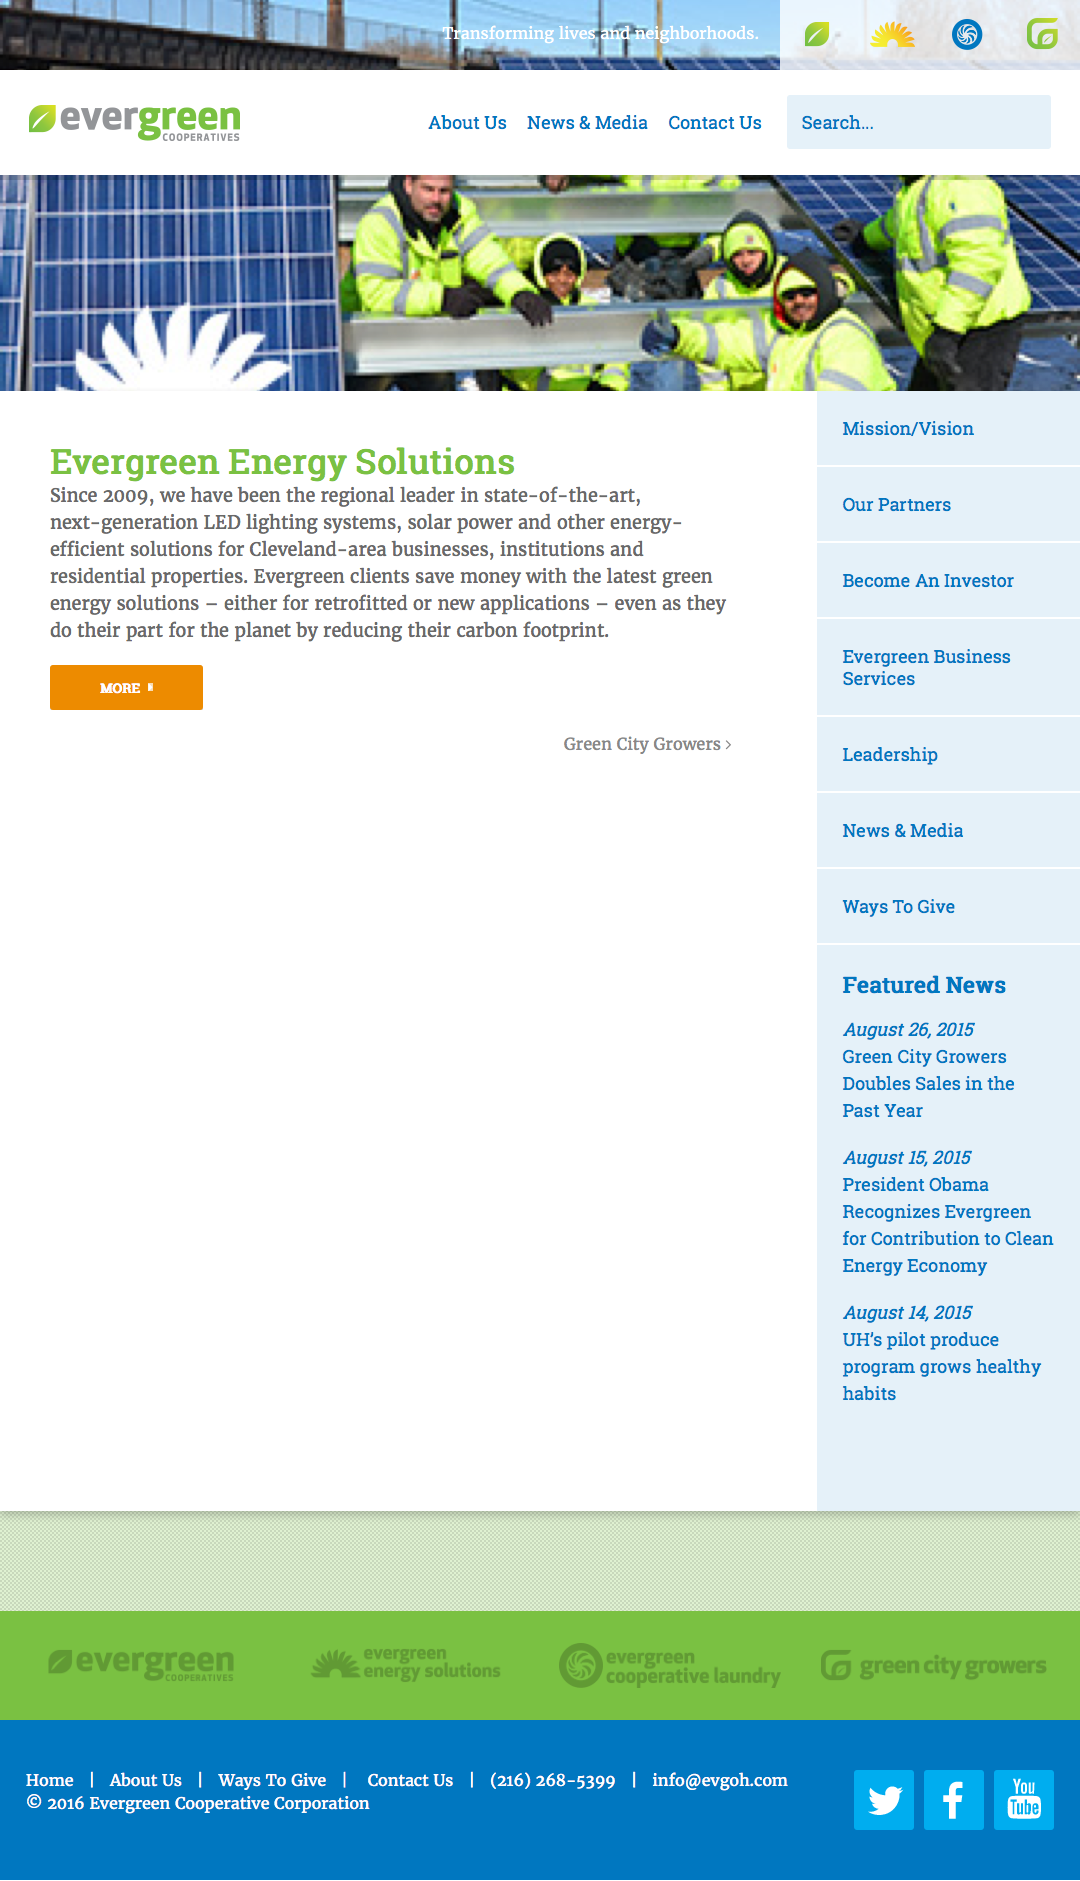 Transforming lives and neighborhoods.
evergreen
COOPERATIVES
About Us
News & Media
Contact Us
Search...
Evergreen Energy Solutions
Since 2009, we have been the regional leader in state-of-the-art,
next-generation LED lighting systems, solar power and other energy-
efficient solutions for Cleveland-area businesses, institutions and
residential properties. Evergreen clients save money with the latest green
energy solutions – either for retrofitted or new applications – even as they
do their part for the planet by reducing their carbon footprint.
MORE
Green City Growers ›
Mission/Vision
Our Partners
Become An Investor
Evergreen Business
Services
Leadership
News & Media
Ways To Give
Featured News
August 26, 2015
Green City Growers
Doubles Sales in the
Past Year
August 15, 2015
President Obama
Recognizes Evergreen
for Contribution to Clean
Energy Economy
August 14, 2015
UH's pilot produce
program grows healthy
habits
evergreen
COOPERATIVES
evergreen
energy solutions
evergreen
cooperative laundry
green city growers
Home | About Us | Ways To Give | Contact Us | (216) 268-5399 | info@evgoh.com
© 2016 Evergreen Cooperative Corporation
You
Tube